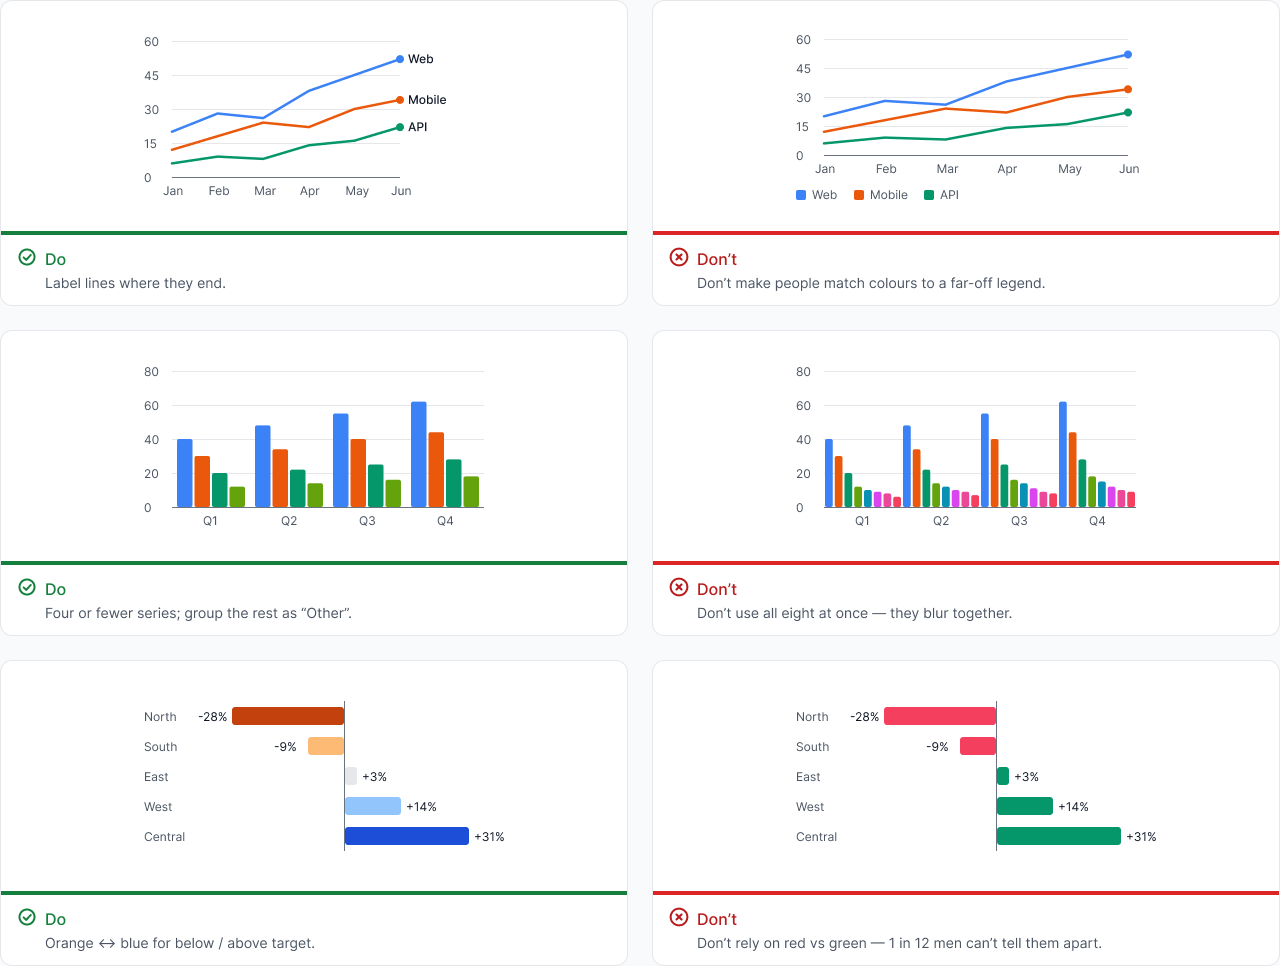 60
45
30
15
0
Jan Feb Mar Apr May Jun
Web
Mobile
API
Do
Label lines where they end.
60
45
30
15
0
Jan Feb Mar Apr May Jun
Web Mobile API
Don’t
Don’t make people match colours to a far-off legend.
80
60
40
20
0
Q1 Q2 Q3 Q4
Do
Four or fewer series; group the rest as “Other”.
80
60
40
20
0
Q1 Q2 Q3 Q4
Don’t
Don’t use all eight at once — they blur together.
North -28%
South -9%
East +3%
West +14%
Central +31%
Do
Orange ↔ blue for below / above target.
North -28%
South -9%
East +3%
West +14%
Central +31%
Don’t
Don’t rely on red vs green — 1 in 12 men can’t tell them apart.